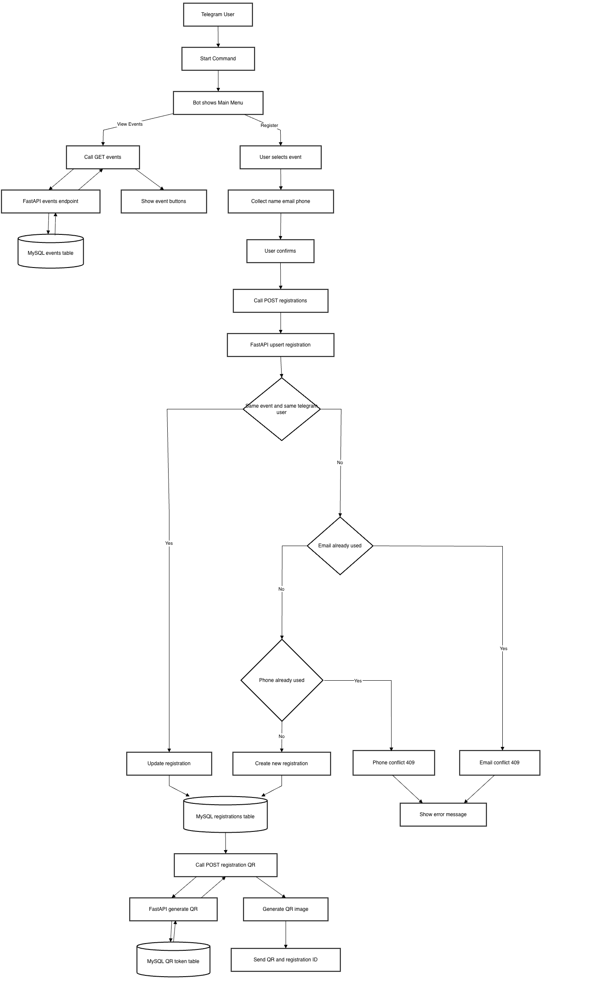 Telegram User
Start Command
Bot shows Main Menu
View Events
Register
Call GET events
User selects event
FastAPI events endpoint
Show event buttons
Collect name email phone
MySQL events table
User confirms
Call POST registrations
FastAPI upsert registration
Same event and same telegram
user
No
Yes
Email already used
No
Yes
Phone already used
Yes
No
Update registration
Create new registration
Phone conflict 409
Email conflict 409
MySQL registrations table
Show error message
Call POST registration QR
FastAPI generate QR
Generate QR image
MySQL QR token table
Send QR and registration ID